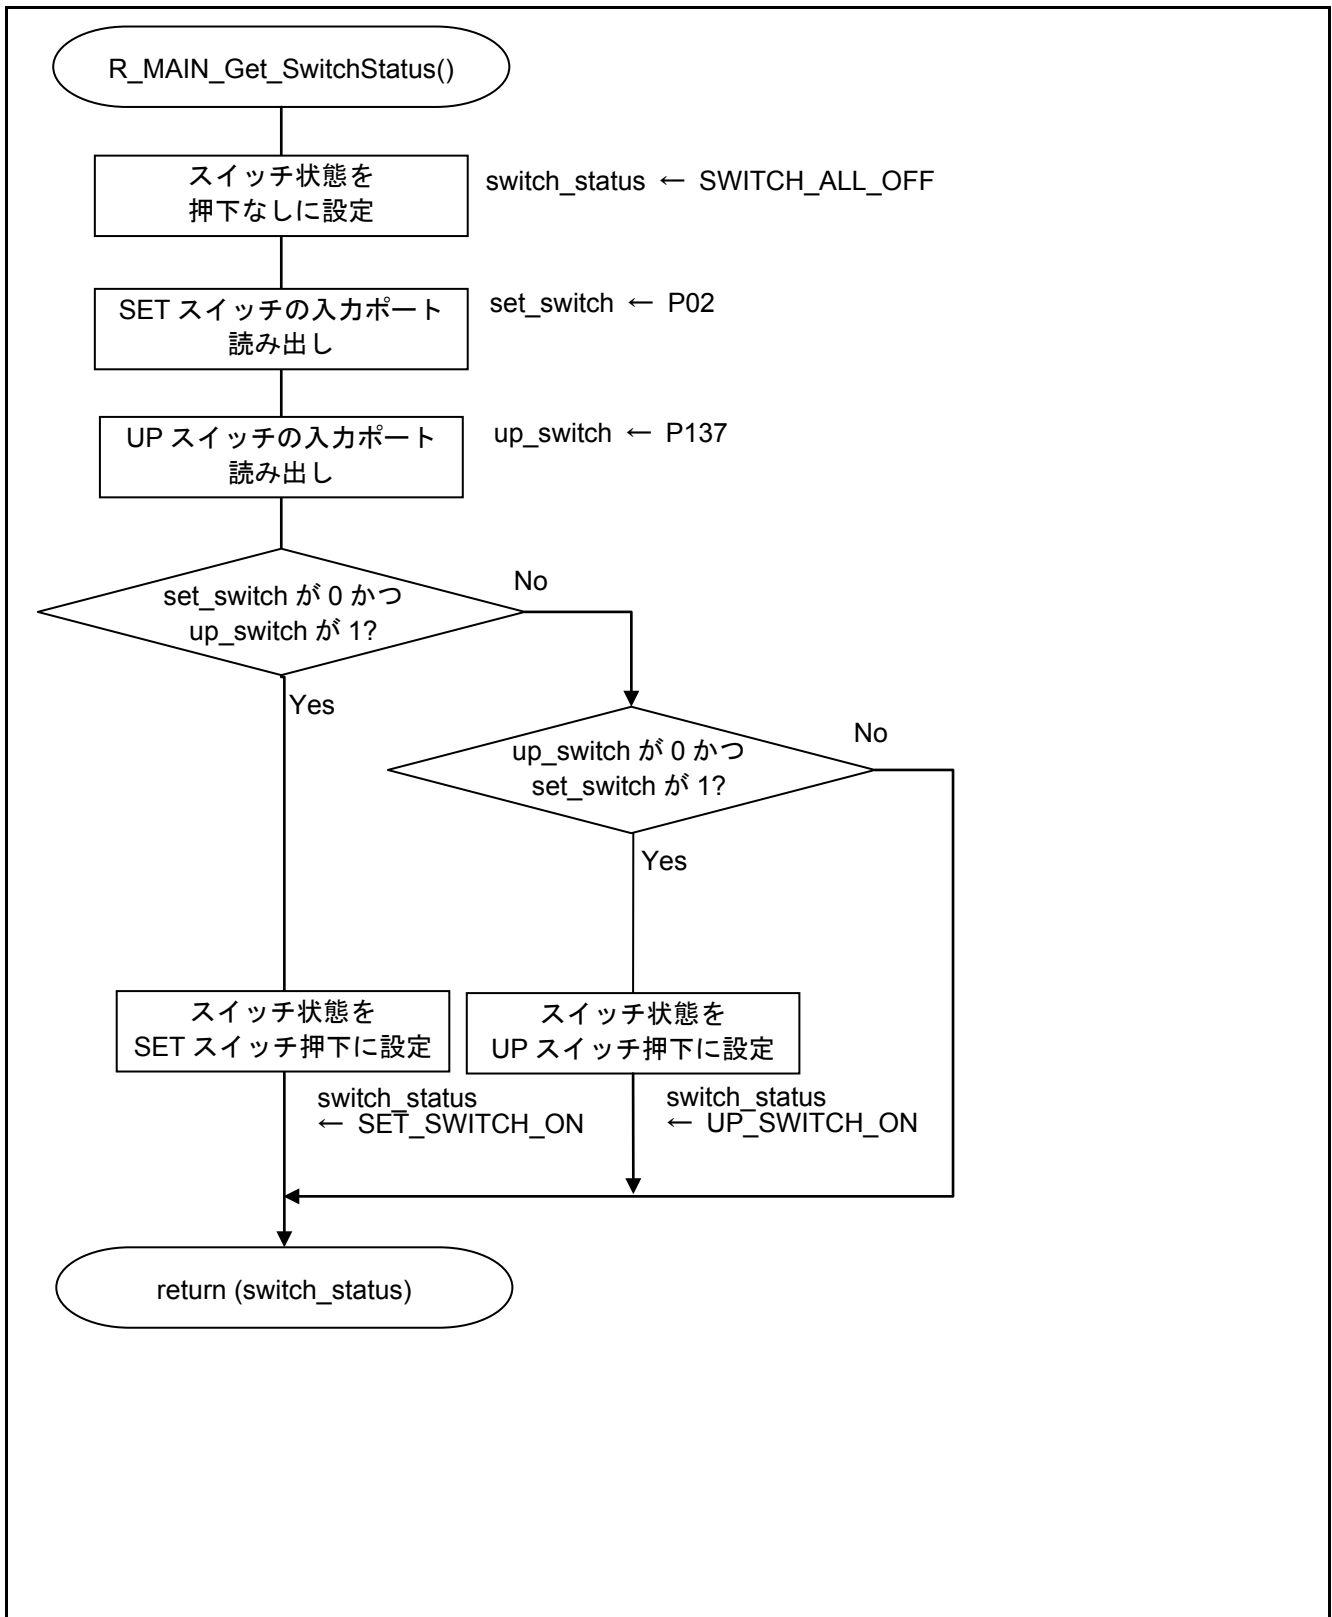 R_MAIN_Get_SwitchStatus()
スイッチ状態を
押下なしに設定
switch_status ← SWITCH_ALL_OFF
SET スイッチの入力ポート
読み出し
set_switch ← P02
UP スイッチの入力ポート
読み出し
up_switch ← P137
set_switch が 0 かつ
up_switch が 1?
No
Yes
up_switch が 0 かつ
set_switch が 1?
No
Yes
スイッチ状態を
SET スイッチ押下に設定
switch_status
← SET_SWITCH_ON
スイッチ状態を
UP スイッチ押下に設定
switch_status
← UP_SWITCH_ON
return (switch_status)